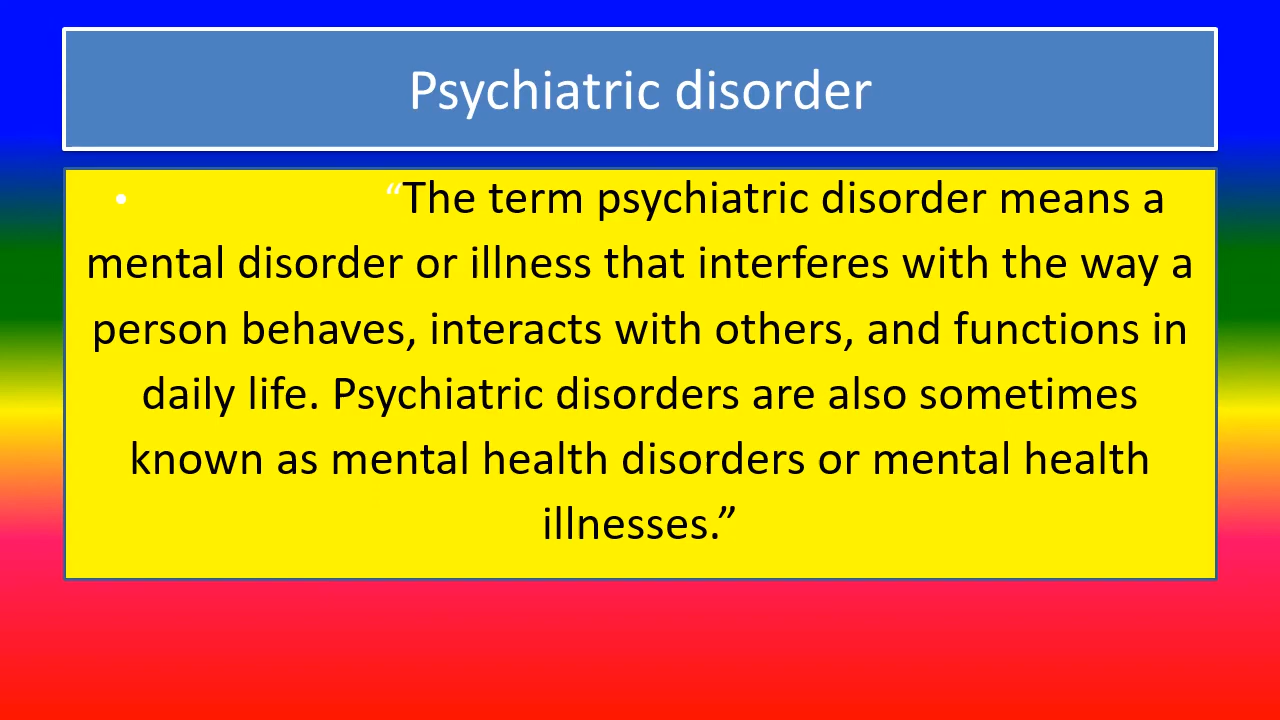 Psychiatric disorder
• “The term psychiatric disorder means a
mental disorder or illness that interferes with the way a
person behaves, interacts with others, and functions in
daily life. Psychiatric disorders are also sometimes
known as mental health disorders or mental health
illnesses.”